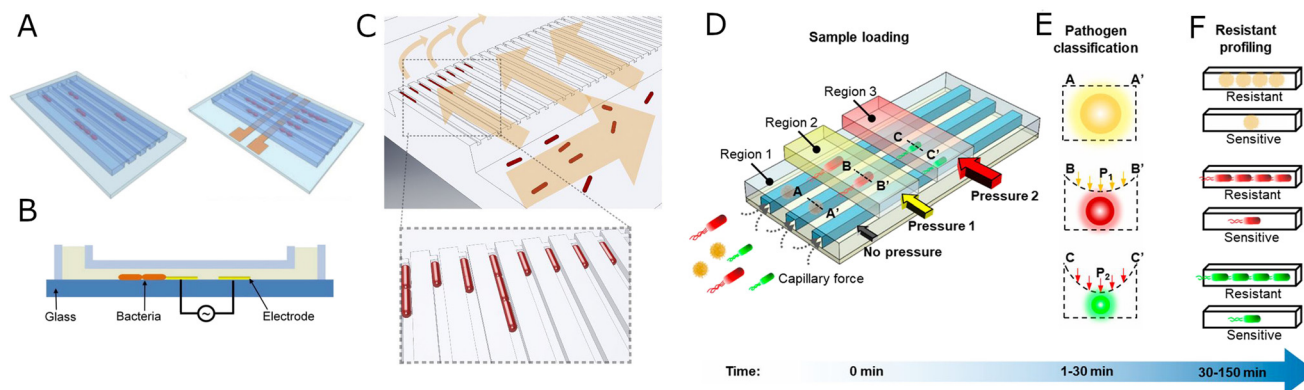 A
B
Glass
Bacteria
Electrode
C
D
Sample loading
Region 3
Region 2
Region 1
C
C'
B
B'
A
A'
Pressure 2
Pressure 1
No pressure
Capillary force
E
Pathogen
classification
A A'
B P1 B'
C P2 C'
F
Resistant
profiling
Resistant
Sensitive
Resistant
Sensitive
Resistant
Sensitive
Time: 0 min 1-30 min 30-150 min